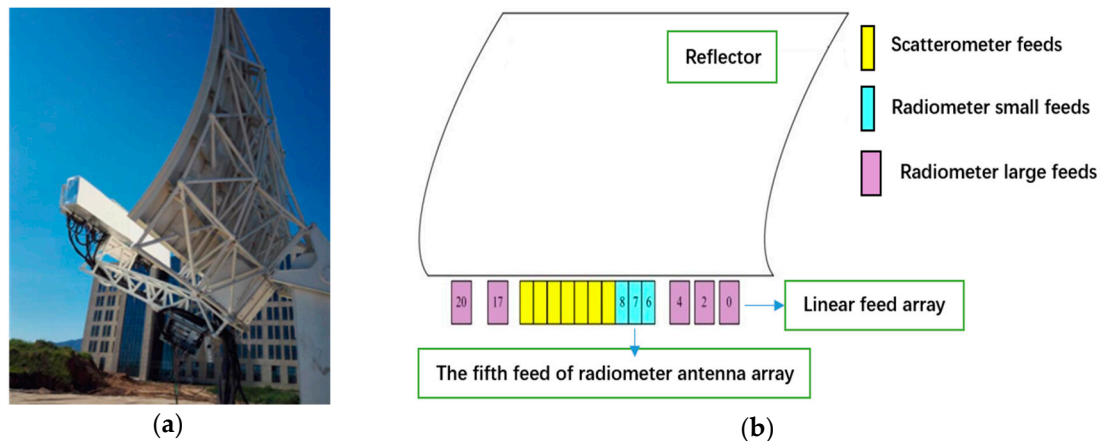 Reflector
Scatterometer feeds
Radiometer small feeds
Radiometer large feeds
20 17 8 7 6 4 2 0
Linear feed array
The fifth feed of radiometer antenna array
(a) (b)